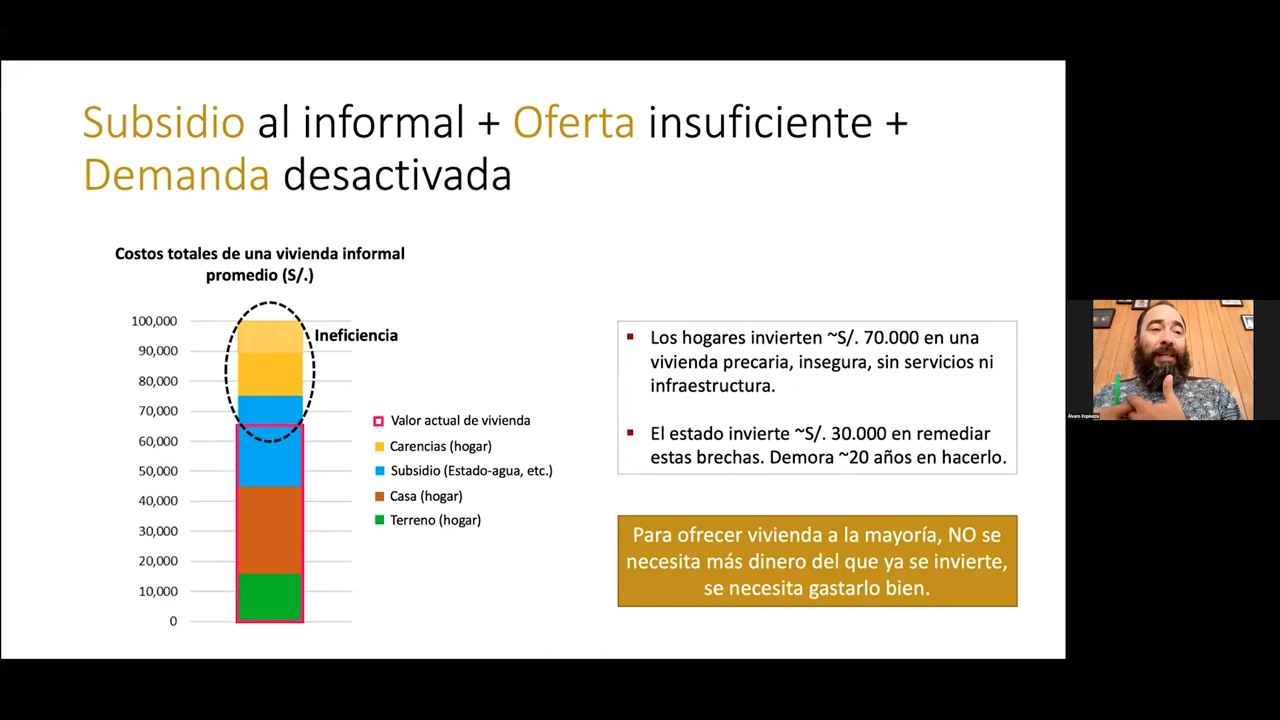 Subsidio al informal + Oferta insuficiente +
Demanda desactivada
Costos totales de una vivienda informal
promedio (S/.)
100,000
90,000
80,000
70,000
60,000
50,000
40,000
30,000
20,000
10,000
0
Ineficiencia
Valor actual de vivienda
Carencias (hogar)
Subsidio (Estado-agua, etc.)
Casa (hogar)
Terreno (hogar)
Los hogares invierten ~S/. 70.000 en una
vivienda precaria, insegura, sin servicios ni
infraestructura.
El estado invierte ~S/. 30.000 en remediar
estas brechas. Demora ~20 años en hacerlo.
Para ofrecer vivienda a la mayoría, NO se
necesita más dinero del que ya se invierte,
se necesita gastarlo bien.
Álvaro Espinoza